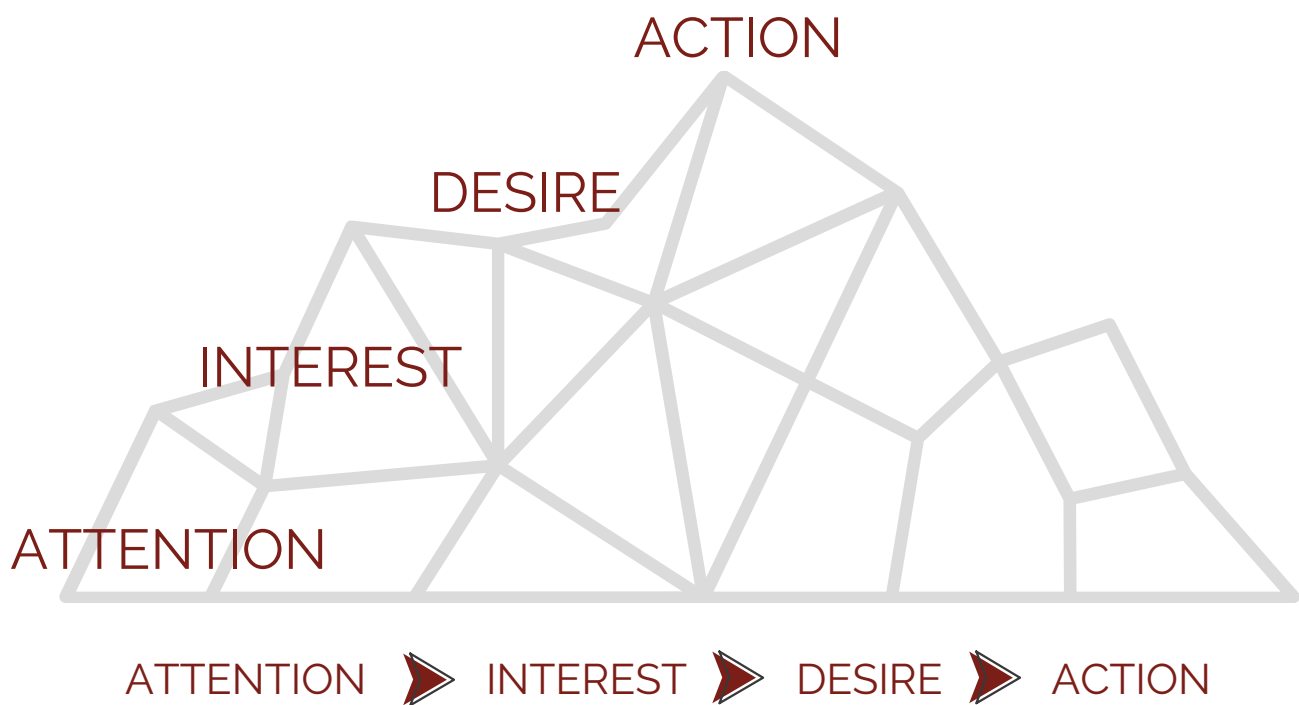 ACTION
DESIRE
INTEREST
ATTENTION
ATTENTION INTEREST DESIRE ACTION